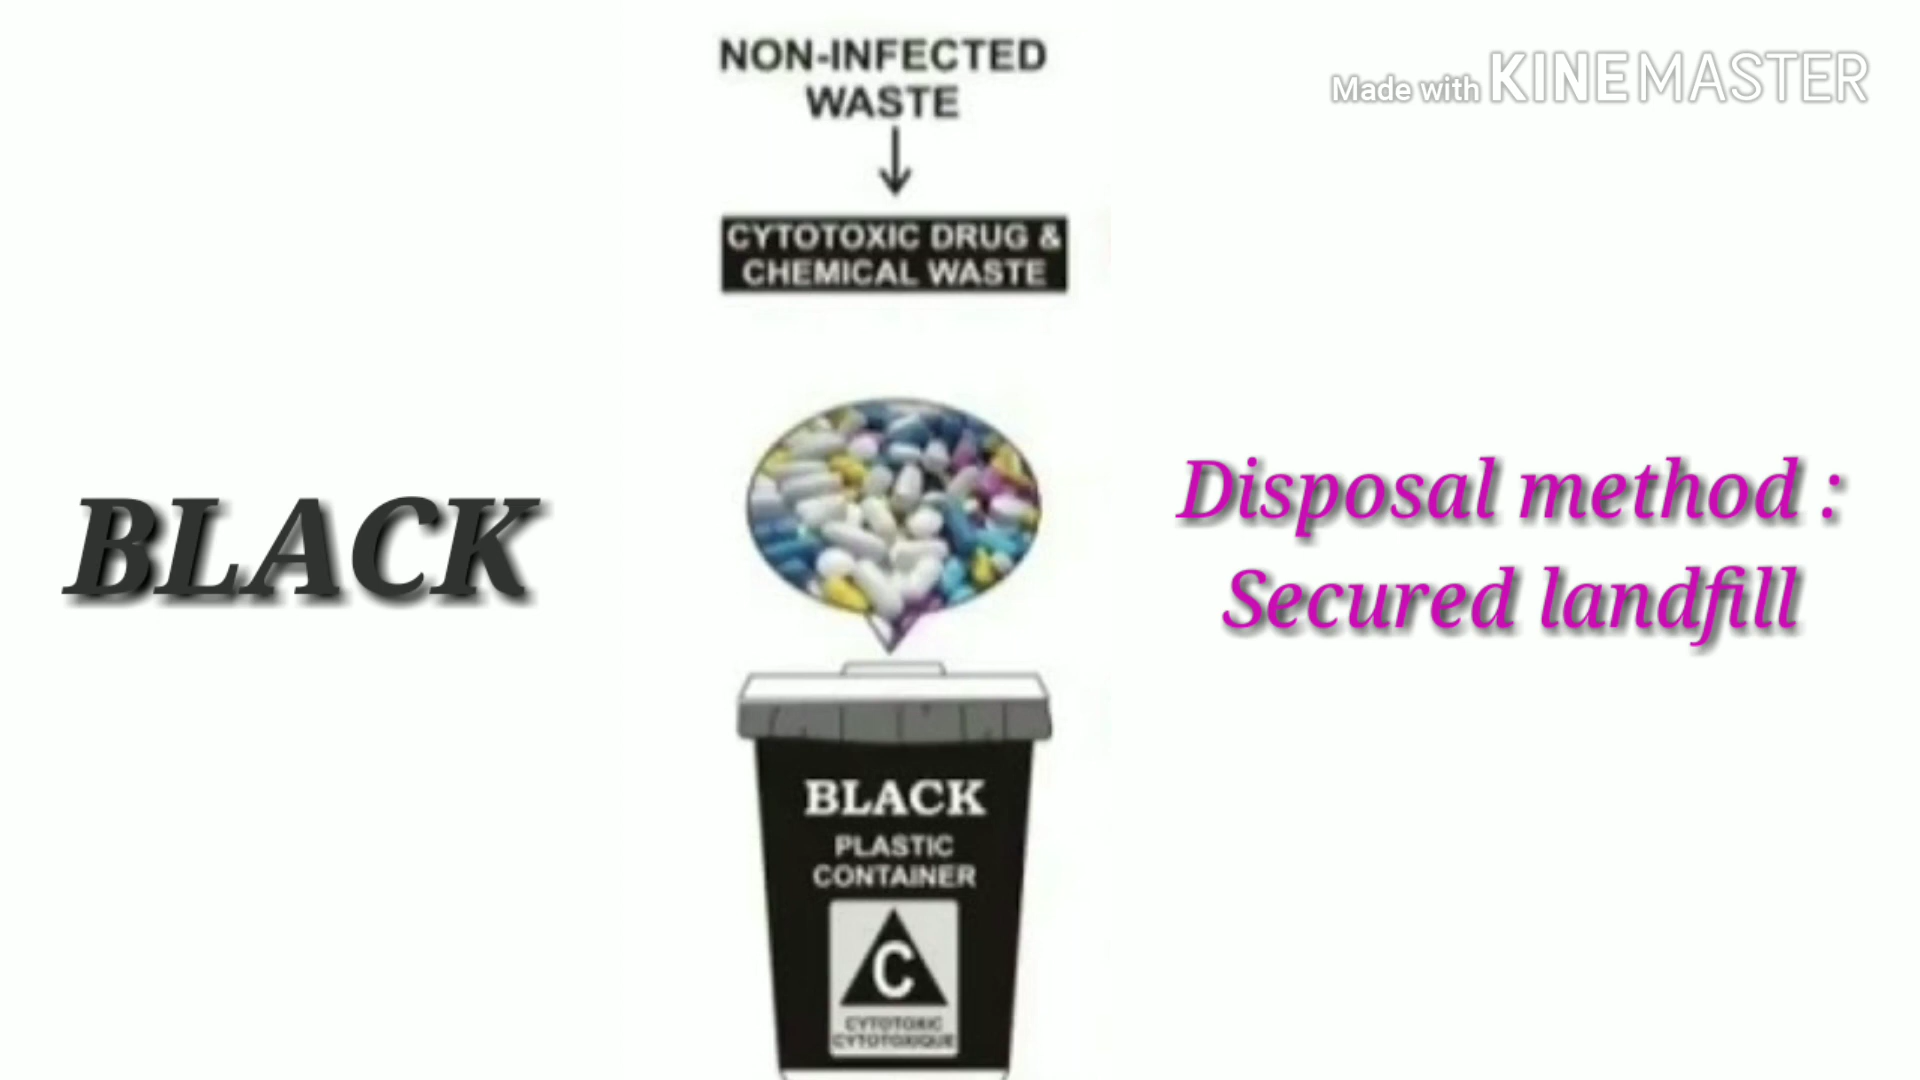 NON-INFECTED
WASTE
Made with KINEMASTER
CYTOTOXIC DRUG &
CHEMICAL WASTE
BLACK
Disposal method :
Secured landfill
BLACK
PLASTIC
CONTAINER
C
CYTOTOXIC
CYTOTOXIQUE